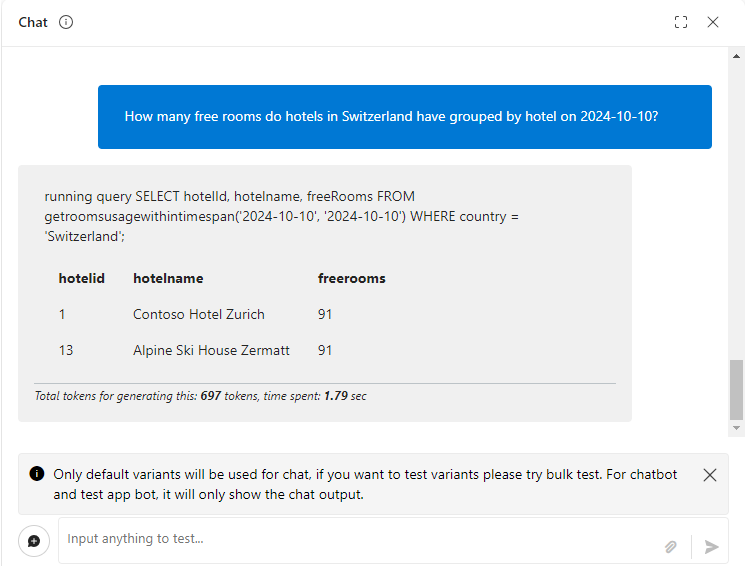 Chat
How many free rooms do hotels in Switzerland have grouped by hotel on 2024-10-10?
running query SELECT hotelId, hotelname, freeRooms FROM
getroomsusagewithintimespan('2024-10-10', '2024-10-10') WHERE country =
'Switzerland';
hotelid hotelname freerooms
1 Contoso Hotel Zurich 91
13 Alpine Ski House Zermatt 91
Total tokens for generating this: 697 tokens, time spent: 1.79 sec
Only default variants will be used for chat, if you want to test variants please try bulk test. For chatbot
and test app bot, it will only show the chat output.
Input anything to test...